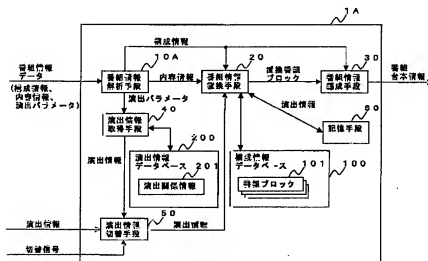 1A
構成情報
10A
20
30
番組情報
データ
(構成情報、
内容情報、
演出パラメータ)
番組情報
解析手段
内容情報
番組情報
変換手段
変換番組
ブロック
番組情報
編成手段
番組
台本情報
演出パラメータ
40
演出情報
取得手段
200
演出情報
60
記憶手段
演出情報
演出情報
データベース
201
演出関係情報
構成情報
データベース
101
100
番組ブロック
50
演出情報
演出情報
切替手段
演出情報
切替信号